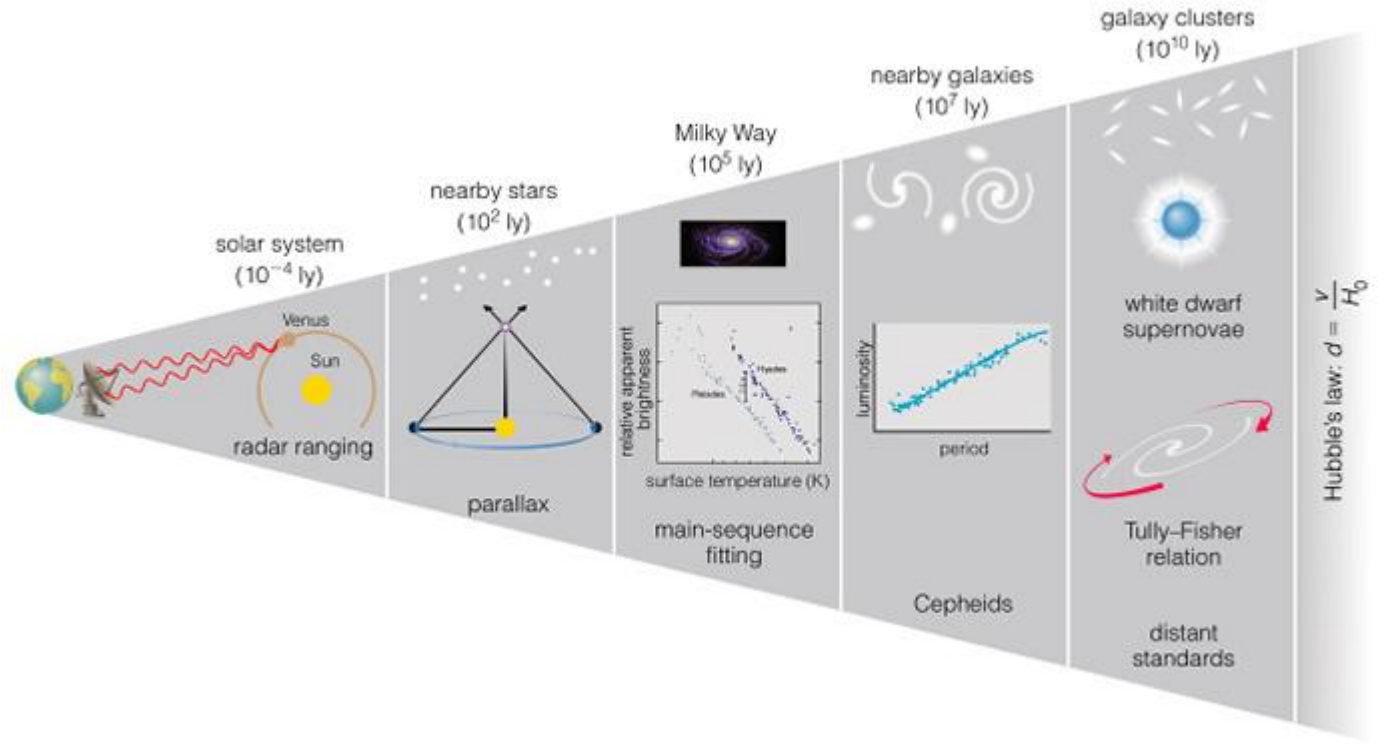 solar system
(10⁻⁴ ly)
Venus
Sun
radar ranging
nearby stars
(10² ly)
parallax
Milky Way
(10⁵ ly)
relative apparent
brightness
Hyades
Pleiades
surface temperature (K)
main-sequence
fitting
nearby galaxies
(10⁷ ly)
luminosity
period
Cepheids
galaxy clusters
(10¹⁰ ly)
white dwarf
supernovae
Tully–Fisher
relation
distant
standards
Hubble's law: d = v/H₀